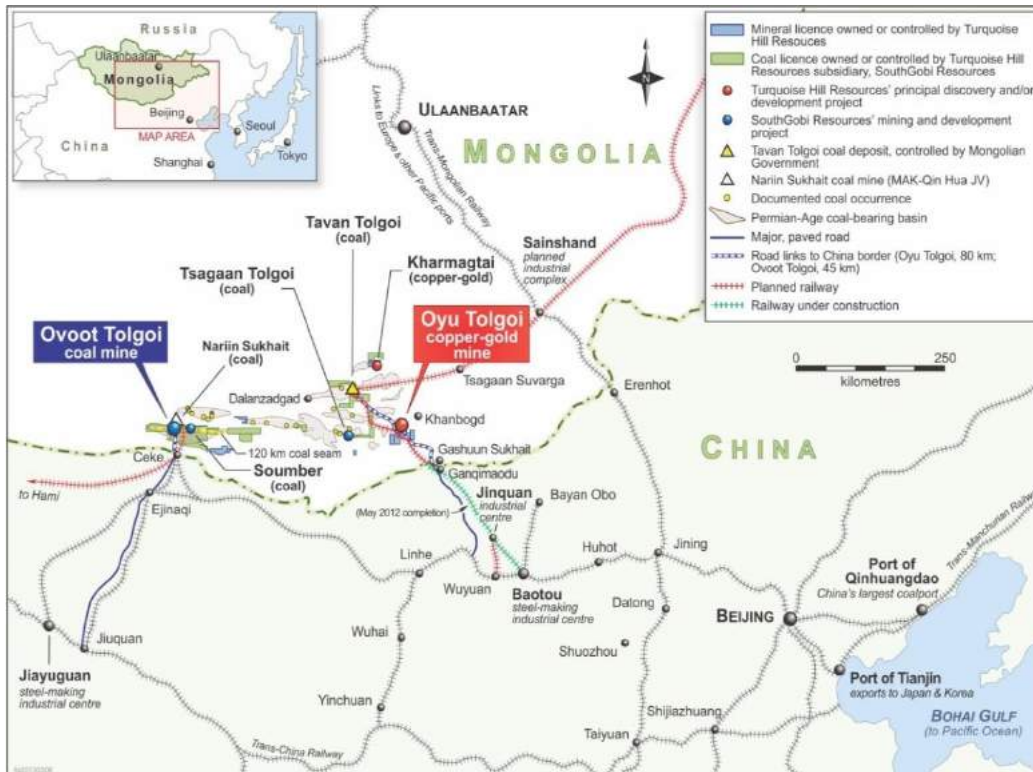 Russia
Ulaanbaatar
Mongolia
Beijing
MAP AREA
Seoul
China
Tokyo
Shanghai
Mineral licence owned or controlled by Turquoise
Hill Resouces
Coal licence owned or controlled by Turquoise Hill
Resources subsidiary, SouthGobi Resources
Turquoise Hill Resources' principal discovery and/or
development project
SouthGobi Resources' mining and development
project
Tavan Tolgoi coal deposit, controlled by Mongolian
Government
Nariin Sukhait coal mine (MAK-Qin Hua JV)
Documented coal occurrence
Permian-Age coal-bearing basin
Major, paved road
Road links to China border (Oyu Tolgoi, 80 km;
Ovoot Tolgoi, 45 km)
Planned railway
Railway under construction
N
ULAANBAATAR
MONGOLIA
Links to Europe & other Pacific ports
Trans-Mongolian Railway
Tavan Tolgoi
(coal)
Sainshand
planned
industrial
complex
Kharmagtai
(copper-gold)
Tsagaan Tolgoi
(coal)
Ovoot Tolgoi
coal mine
Oyu Tolgoi
copper-gold
mine
Nariin Sukhait
(coal)
0
250
kilometres
Tsagaan Suvarga
Dalanzadgad
Erenhot
Khanbogd
120 km coal seam
Gashuun Sukhait
Ceke
Soumber
(coal)
Ganqimaodu
CHINA
to Hami
Ejinaqi
Jinquan
industrial
centre
Bayan Obo
(May 2012 completion)
Linhe
Huhot
Jining
Wuyuan
Baotou
steel-making
industrial centre
Port of
Qinhuangdao
China's largest coalport
Trans-Manchurian Railway
Dalong
BEIJING
Wuhai
Shuozhou
Jiuquan
Jiayuguan
steel-making
industrial centre
Port of Tianjin
exports to Japan & Korea
Yinchuan
Shijiazhuang
BOHAI GULF
(to Pacific Ocean)
Taiyuan
Trans-China Railway